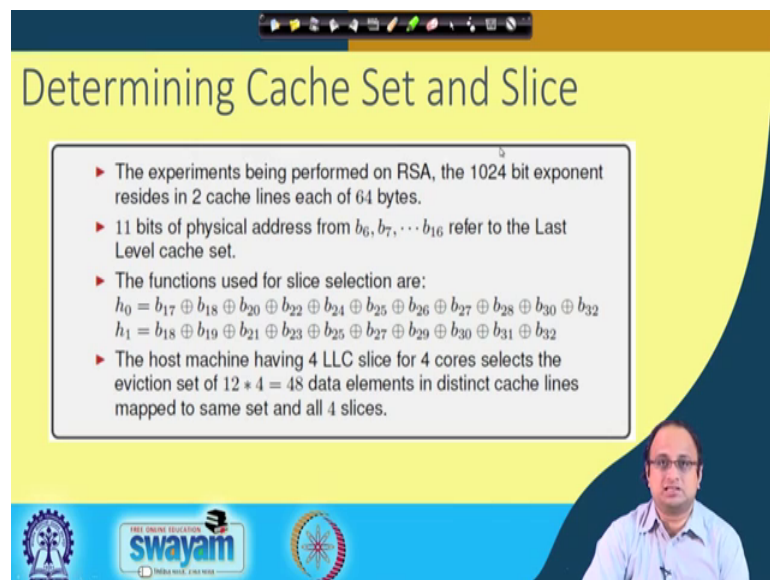 Determining Cache Set and Slice
► The experiments being performed on RSA, the 1024 bit exponent
resides in 2 cache lines each of 64 bytes.
► 11 bits of physical address from b₆, b₇, ⋯ b₁₆ refer to the Last
Level cache set.
► The functions used for slice selection are:
h₀ = b₁₇ ⊕ b₁₈ ⊕ b₂₀ ⊕ b₂₂ ⊕ b₂₄ ⊕ b₂₅ ⊕ b₂₆ ⊕ b₂₇ ⊕ b₂₈ ⊕ b₃₀ ⊕ b₃₂
h₁ = b₁₈ ⊕ b₁₉ ⊕ b₂₁ ⊕ b₂₃ ⊕ b₂₅ ⊕ b₂₇ ⊕ b₂₉ ⊕ b₃₀ ⊕ b₃₁ ⊕ b₃₂
► The host machine having 4 LLC slice for 4 cores selects the
eviction set of 12 * 4 = 48 data elements in distinct cache lines
mapped to same set and all 4 slices.
FREE ONLINE EDUCATION
swayam